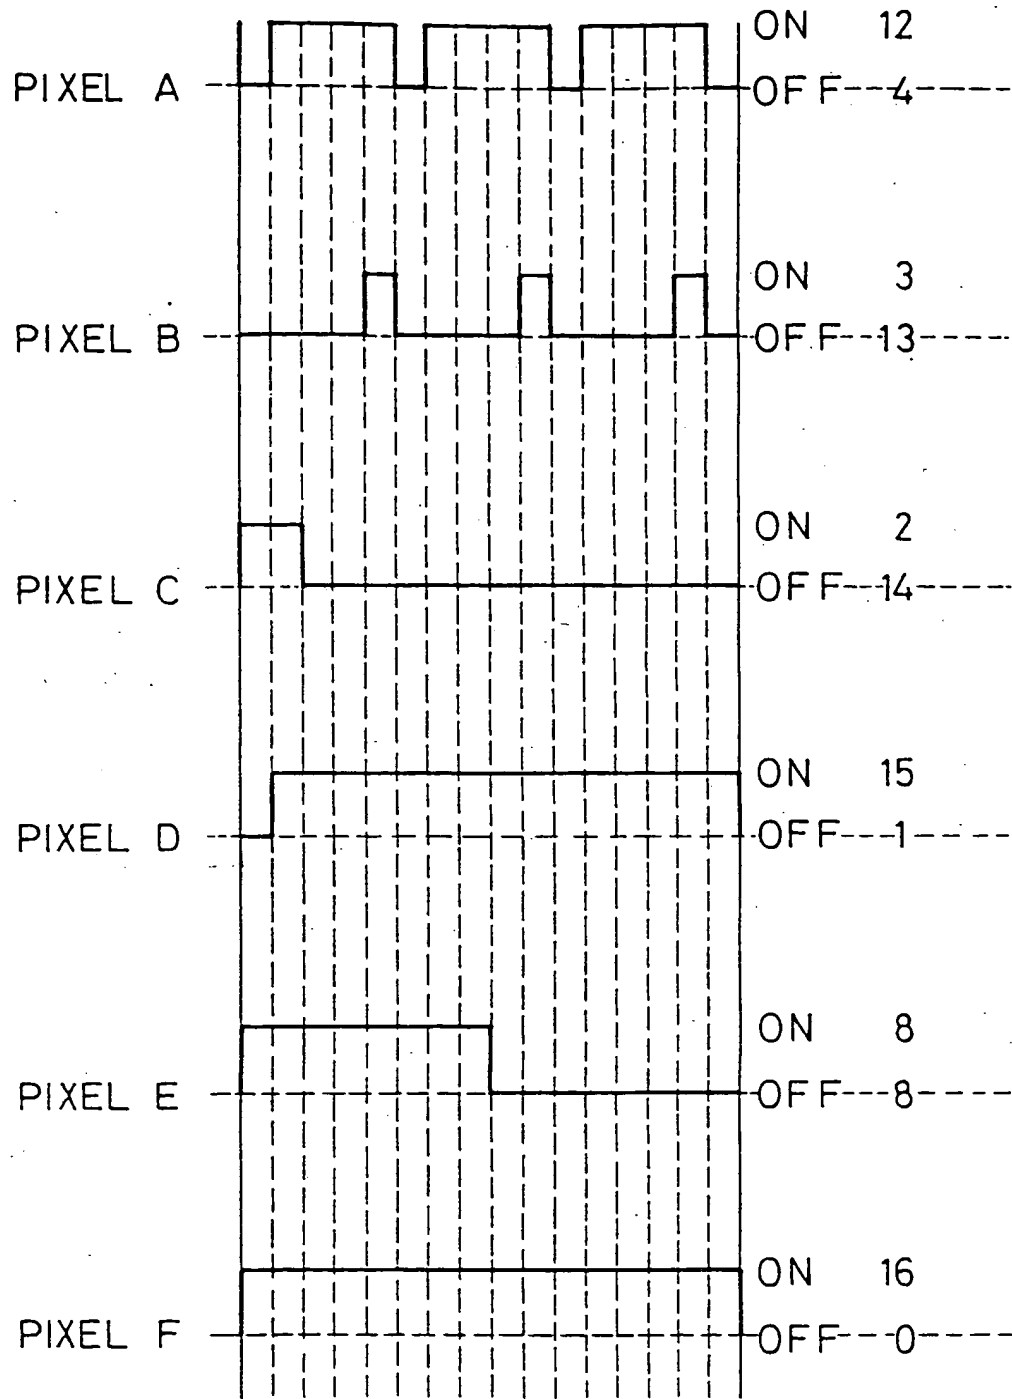 ON 12
PIXEL A OFF 4
ON 3
PIXEL B OFF 13
ON 2
PIXEL C OFF 14
ON 15
PIXEL D OFF 1
ON 8
PIXEL E OFF 8
ON 16
PIXEL F OFF 0